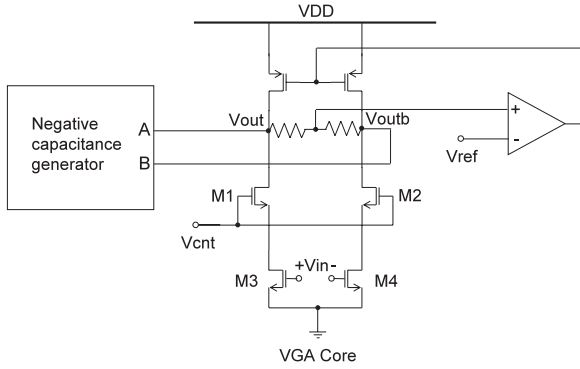 VDD
Negative
capacitance
generator
A
B
Vout
Voutb
+
-
Vref
M1
M2
Vcnt
+Vin-
M3
M4
VGA Core